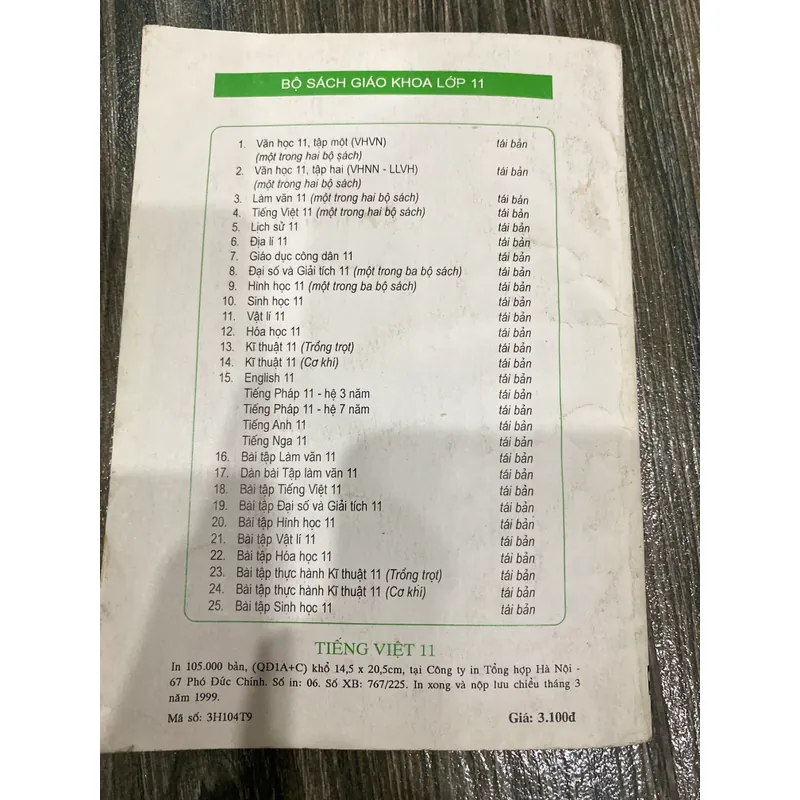 BỘ SÁCH GIÁO KHOA LỚP 11
1. Văn học 11, tập một (VHVN) tái bản
(một trong hai bộ sách)
2. Văn học 11, tập hai (VHNN - LLVH) tái bản
(một trong hai bộ sách)
3. Làm văn 11 (một trong hai bộ sách) tái bản
4. Tiếng Việt 11 (một trong hai bộ sách) tái bản
5. Lịch sử 11 tái bản
6. Địa lí 11 tái bản
7. Giáo dục công dân 11 tái bản
8. Đại số và Giải tích 11 (một trong ba bộ sách) tái bản
9. Hình học 11 (một trong ba bộ sách) tái bản
10. Sinh học 11 tái bản
11. Vật lí 11 tái bản
12. Hóa học 11 tái bản
13. Kĩ thuật 11 (Trồng trọt) tái bản
14. Kĩ thuật 11 (Cơ khí) tái bản
15. English 11 tái bản
Tiếng Pháp 11 - hệ 3 năm tái bản
Tiếng Pháp 11 - hệ 7 năm tái bản
Tiếng Anh 11 tái bản
Tiếng Nga 11 tái bản
16. Bài tập Làm văn 11 tái bản
17. Dàn bài Tập làm văn 11 tái bản
18. Bài tập Tiếng Việt 11 tái bản
19. Bài tập Đại số và Giải tích 11 tái bản
20. Bài tập Hình học 11 tái bản
21. Bài tập Vật lí 11 tái bản
22. Bài tập Hóa học 11 tái bản
23. Bài tập thực hành Kĩ thuật 11 (Trồng trọt) tái bản
24. Bài tập thực hành Kĩ thuật 11 (Cơ khí) tái bản
25. Bài tập Sinh học 11 tái bản
TIẾNG VIỆT 11
In 105.000 bản, (QD1A+C) khổ 14,5 x 20,5cm, tại Công ty in Tổng hợp Hà Nội -
67 Phó Đức Chính. Số in: 06. Số XB: 767/225. In xong và nộp lưu chiểu tháng 3
năm 1999.
Mã số: 3H104T9 Giá: 3.100đ